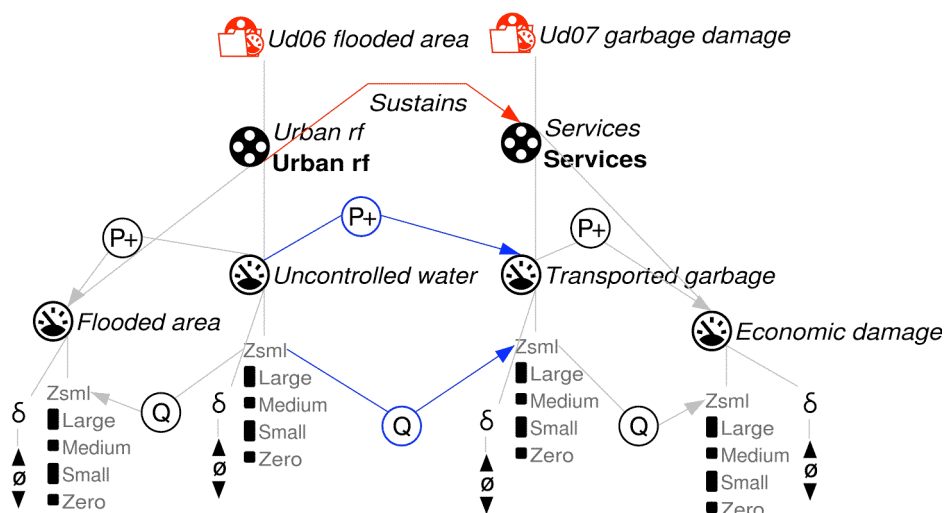 Ud06 flooded area
Ud07 garbage damage
Sustains
Urban rf
Urban rf
Services
Services
P+
P+
P+
Uncontrolled water
Transported garbage
Flooded area
Economic damage
Zsml
Large
Medium
Small
Zero
Zsml
Large
Medium
Small
Zero
Zsml
Large
Medium
Small
Zero
Zsml
Large
Medium
Small
Zero
Q
Q
Q
δ
ø
δ
ø
δ
ø
δ
ø